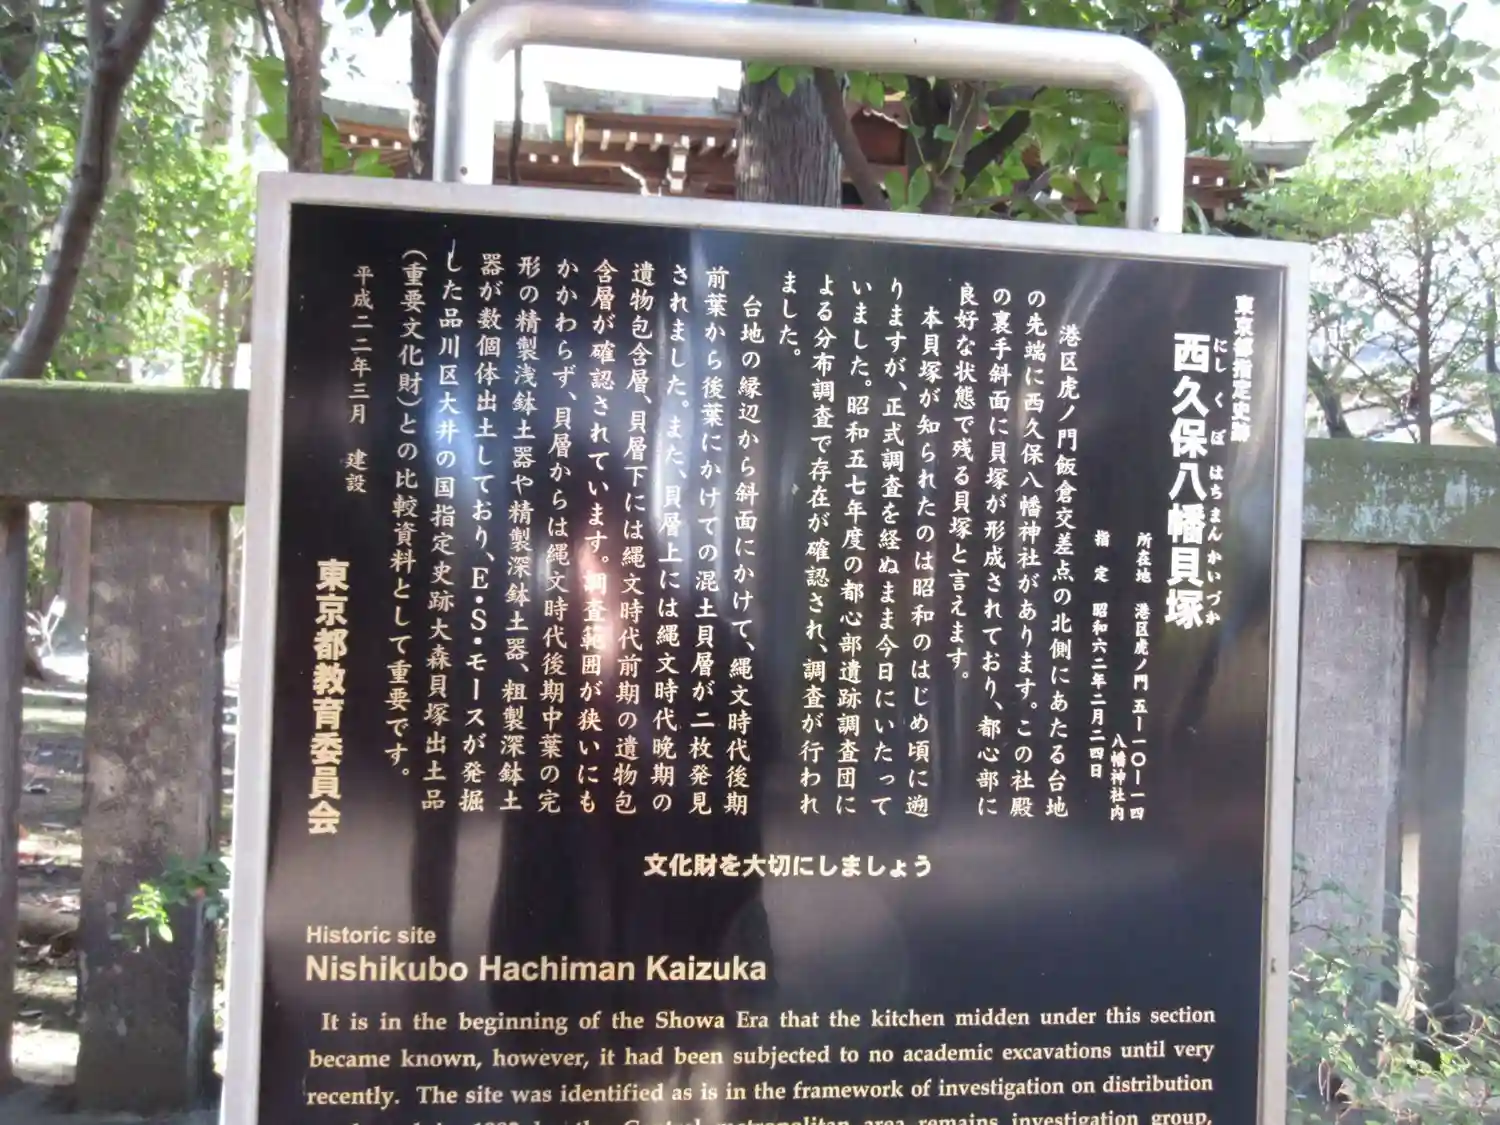 東京都指定史跡
西久保八幡貝塚
にし く ぼ はち まん かい づか
所在地 港区虎ノ門五ー一〇ー一四
八幡神社内
指 定 昭和六二年二月二四日
港区虎ノ門飯倉交差点の北側にあたる台地
の先端に西久保八幡神社があります。この社殿
の裏手斜面に貝塚が形成されており、都心部に
良好な状態で残る貝塚と言えます。
本貝塚が知られたのは昭和のはじめ頃に遡
りますが、正式調査を経ぬまま今日にいたって
いました。昭和五七年度の都心部遺跡調査団に
よる分布調査で存在が確認され、調査が行われ
ました。
台地の縁辺から斜面にかけて、縄文時代後期
前葉から後葉にかけての混土貝層が二枚発見
されました。また、貝層上には縄文時代晩期の
遺物包含層、貝層下には縄文時代前期の遺物包
含層が確認されています。調査範囲が狭いにも
かかわらず、貝層からは縄文時代後期中葉の完
形の精製浅鉢土器や精製深鉢土器、粗製深鉢土
器が数個体出土しており、E・S・モースが発掘
した品川区大井の国指定史跡大森貝塚出土品
（重要文化財）との比較資料として重要です。
平成二二年三月 建設
東京都教育委員会
文化財を大切にしましょう
Historic site
Nishikubo Hachiman Kaizuka
It is in the beginning of the Showa Era that the kitchen midden under this section
became known, however, it had been subjected to no academic excavations until very
recently. The site was identified as is in the framework of investigation on distribution
metropolitan area remains investigation group,